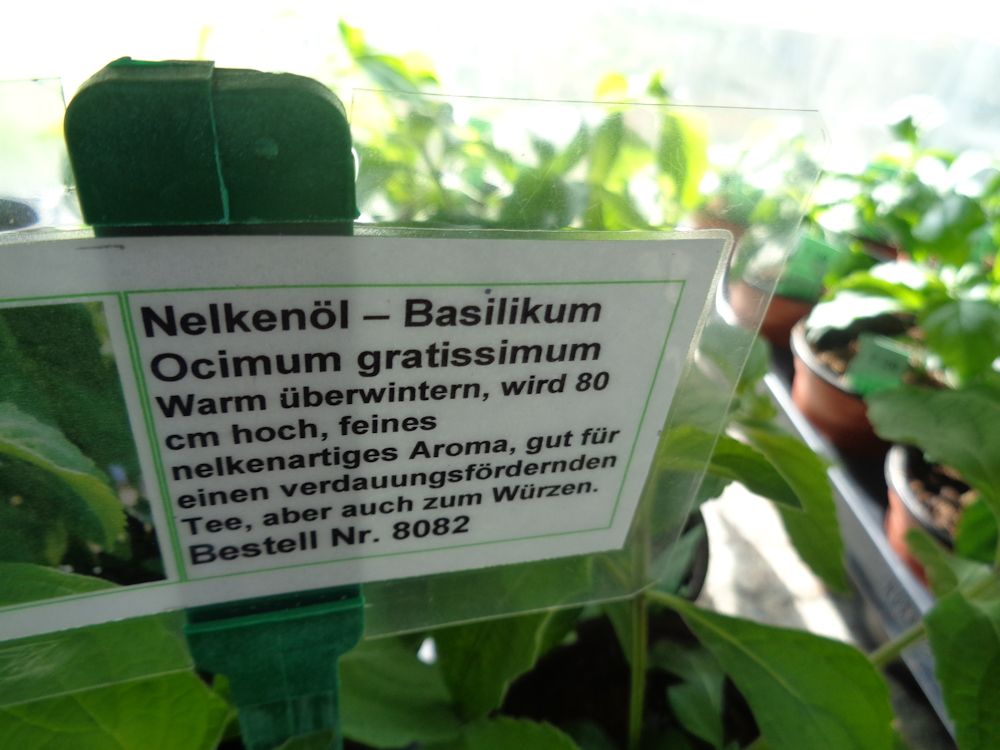 Nelkenöl – Basilikum
Ocimum gratissimum
Warm überwintern, wird 80
cm hoch, feines
nelkenartiges Aroma, gut für
einen verdauungsfördernden
Tee, aber auch zum Würzen.
Bestell Nr. 8082